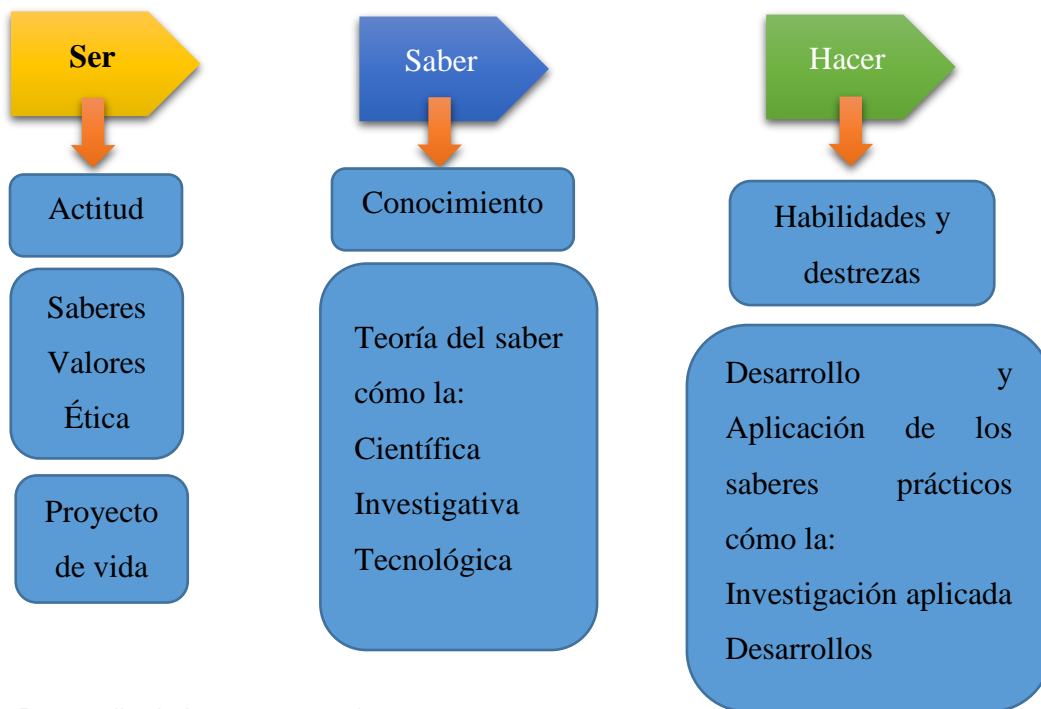 Ser
Actitud
Saberes
Valores
Ética
Proyecto
de vida
Saber
Conocimiento
Teoría del saber
cómo la:
Científica
Investigativa
Tecnológica
Hacer
Habilidades y
destrezas
Desarrollo y
Aplicación de los
saberes prácticos
cómo la:
Investigación aplicada
Desarrollos